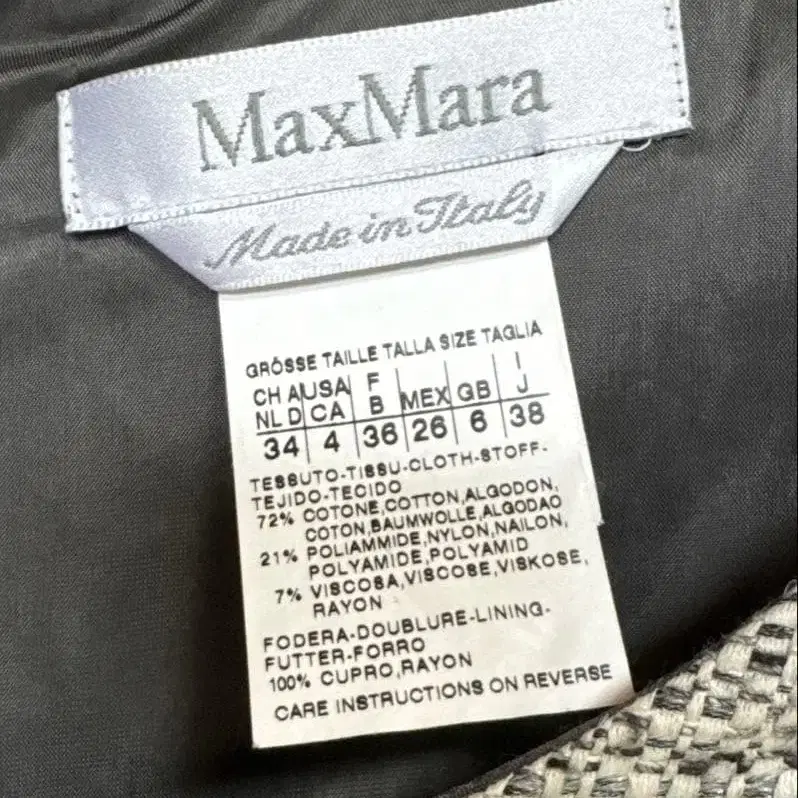 MaxMara
Made in Italy
GRÖSSE TAILLE TALLA SIZE TAGLIA
CH A USA F MEX GB I
NL D CA B J
34 4 36 26 6 38
TESSUTO-TISSU-CLOTH-STOFF-
TEJIDO-TECIDO
72% COTONE,COTTON,ALGODON,
COTON,BAUMWOLLE,ALGODAO
21% POLIAMMIDE,NYLON,NAILON,
POLYAMIDE,POLYAMID
7% VISCOSA,VISCOSE,VISKOSE,
RAYON
FODERA-DOUBLURE-LINING-
FUTTER-FORRO
100% CUPRO,RAYON
CARE INSTRUCTIONS ON REVERSE